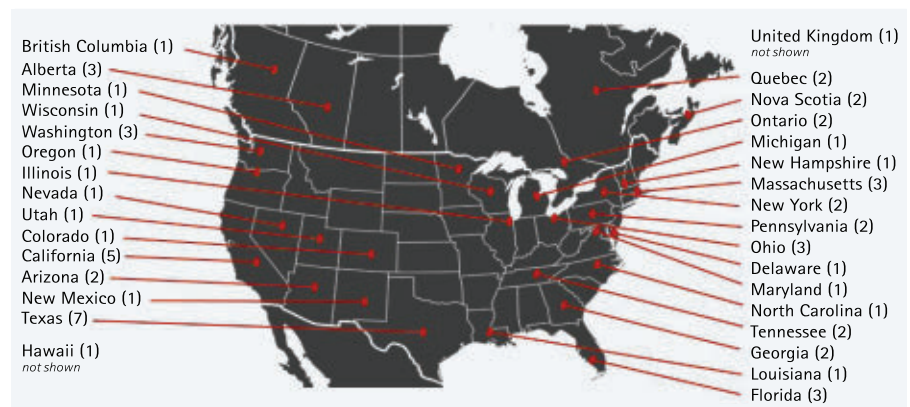 British Columbia (1)
Alberta (3)
Minnesota (1)
Wisconsin (1)
Washington (3)
Oregon (1)
Illinois (1)
Nevada (1)
Utah (1)
Colorado (1)
California (5)
Arizona (2)
New Mexico (1)
Texas (7)
Hawaii (1)
not shown
United Kingdom (1)
not shown
Quebec (2)
Nova Scotia (2)
Ontario (2)
Michigan (1)
New Hampshire (1)
Massachusetts (3)
New York (2)
Pennsylvania (2)
Ohio (3)
Delaware (1)
Maryland (1)
North Carolina (1)
Tennessee (2)
Georgia (2)
Louisiana (1)
Florida (3)